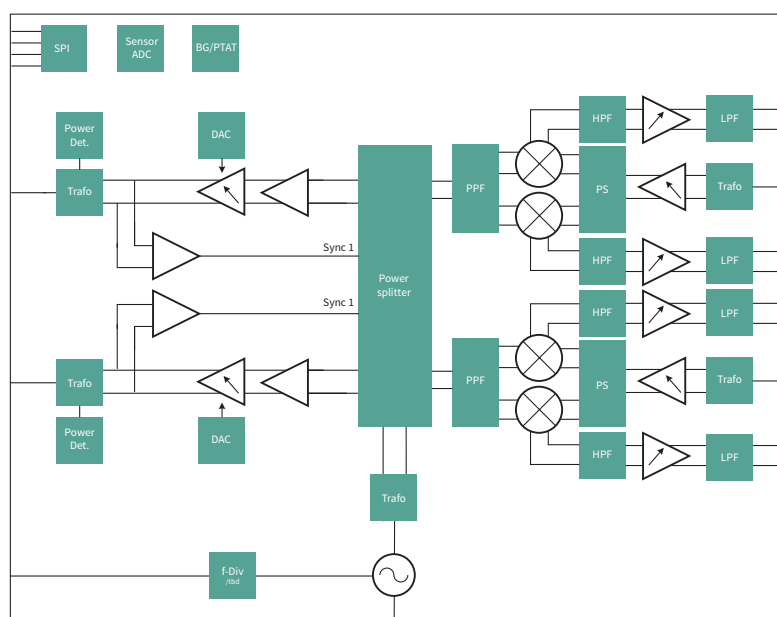 SPI
Sensor
ADC
BG/PTAT
Power
Det.
DAC
HPF
LPF
Trafo
PPF
PS
Trafo
Sync 1
HPF
LPF
Power
splitter
Sync 1
HPF
LPF
Trafo
PPF
PS
Trafo
Power
Det.
DAC
HPF
LPF
Trafo
f-Div
/tbd